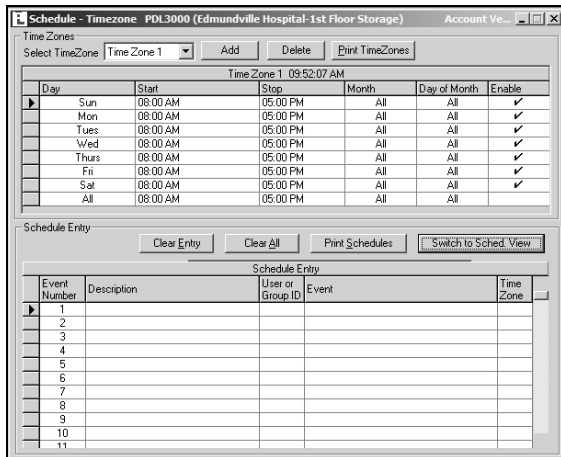 Schedule - Timezone PDL3000 (Edmundville Hospital-1st Floor Storage) Account Ve...
Time Zones
Select TimeZone Time Zone 1 Add Delete Print TimeZones
Time Zone 1 09:52:07 AM
Day Start Stop Month Day of Month Enable
Sun 08:00 AM 05:00 PM All All ✔
Mon 08:00 AM 05:00 PM All All ✔
Tues 08:00 AM 05:00 PM All All ✔
Wed 08:00 AM 05:00 PM All All ✔
Thurs 08:00 AM 05:00 PM All All ✔
Fri 08:00 AM 05:00 PM All All ✔
Sat 08:00 AM 05:00 PM All All ✔
All 08:00 AM 05:00 PM All All
Schedule Entry
Clear Entry Clear All Print Schedules Switch to Sched. View
Schedule Entry
Event Number Description User or Group ID Event Time Zone
1
2
3
4
5
6
7
8
9
10
11